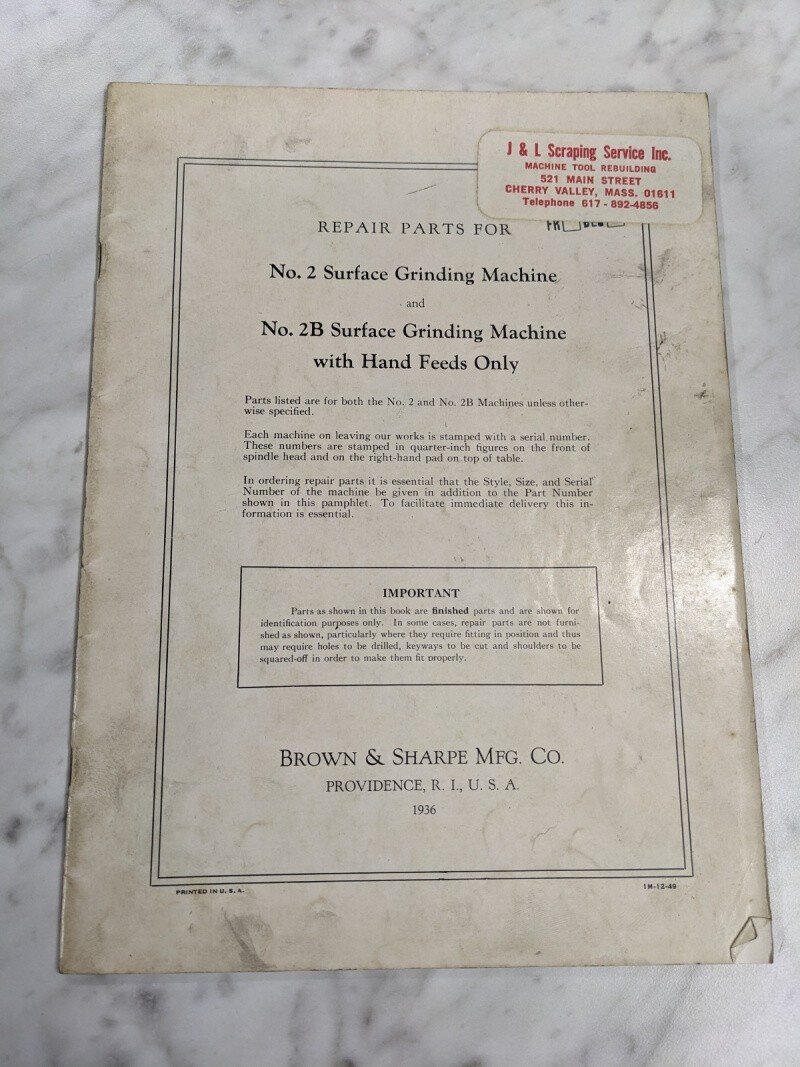 J & L Scraping Service Inc.
MACHINE TOOL REBUILDING
521 MAIN STREET
CHERRY VALLEY, MASS. 01611
Telephone 617 - 892-4856
REPAIR PARTS FOR
No. 2 Surface Grinding Machine
and
No. 2B Surface Grinding Machine
with Hand Feeds Only
Parts listed are for both the No. 2 and No. 2B Machines unless other-
wise specified.
Each machine on leaving our works is stamped with a serial number.
These numbers are stamped in quarter-inch figures on the front of
spindle head and on the right-hand pad on top of table.
In ordering repair parts it is essential that the Style, Size, and Serial
Number of the machine be given in addition to the Part Number
shown in this pamphlet. To facilitate immediate delivery this in-
formation is essential.
IMPORTANT
Parts as shown in this book are finished parts and are shown for
identification purposes only. In some cases, repair parts are not furni-
shed as shown, particularly where they require fitting in position and thus
may require holes to be drilled, keyways to be cut and shoulders to be
squared-off in order to make them fit properly.
BROWN & SHARPE MFG. CO.
PROVIDENCE, R. I., U. S. A.
1936
PRINTED IN U. S. A.
1M-12-49